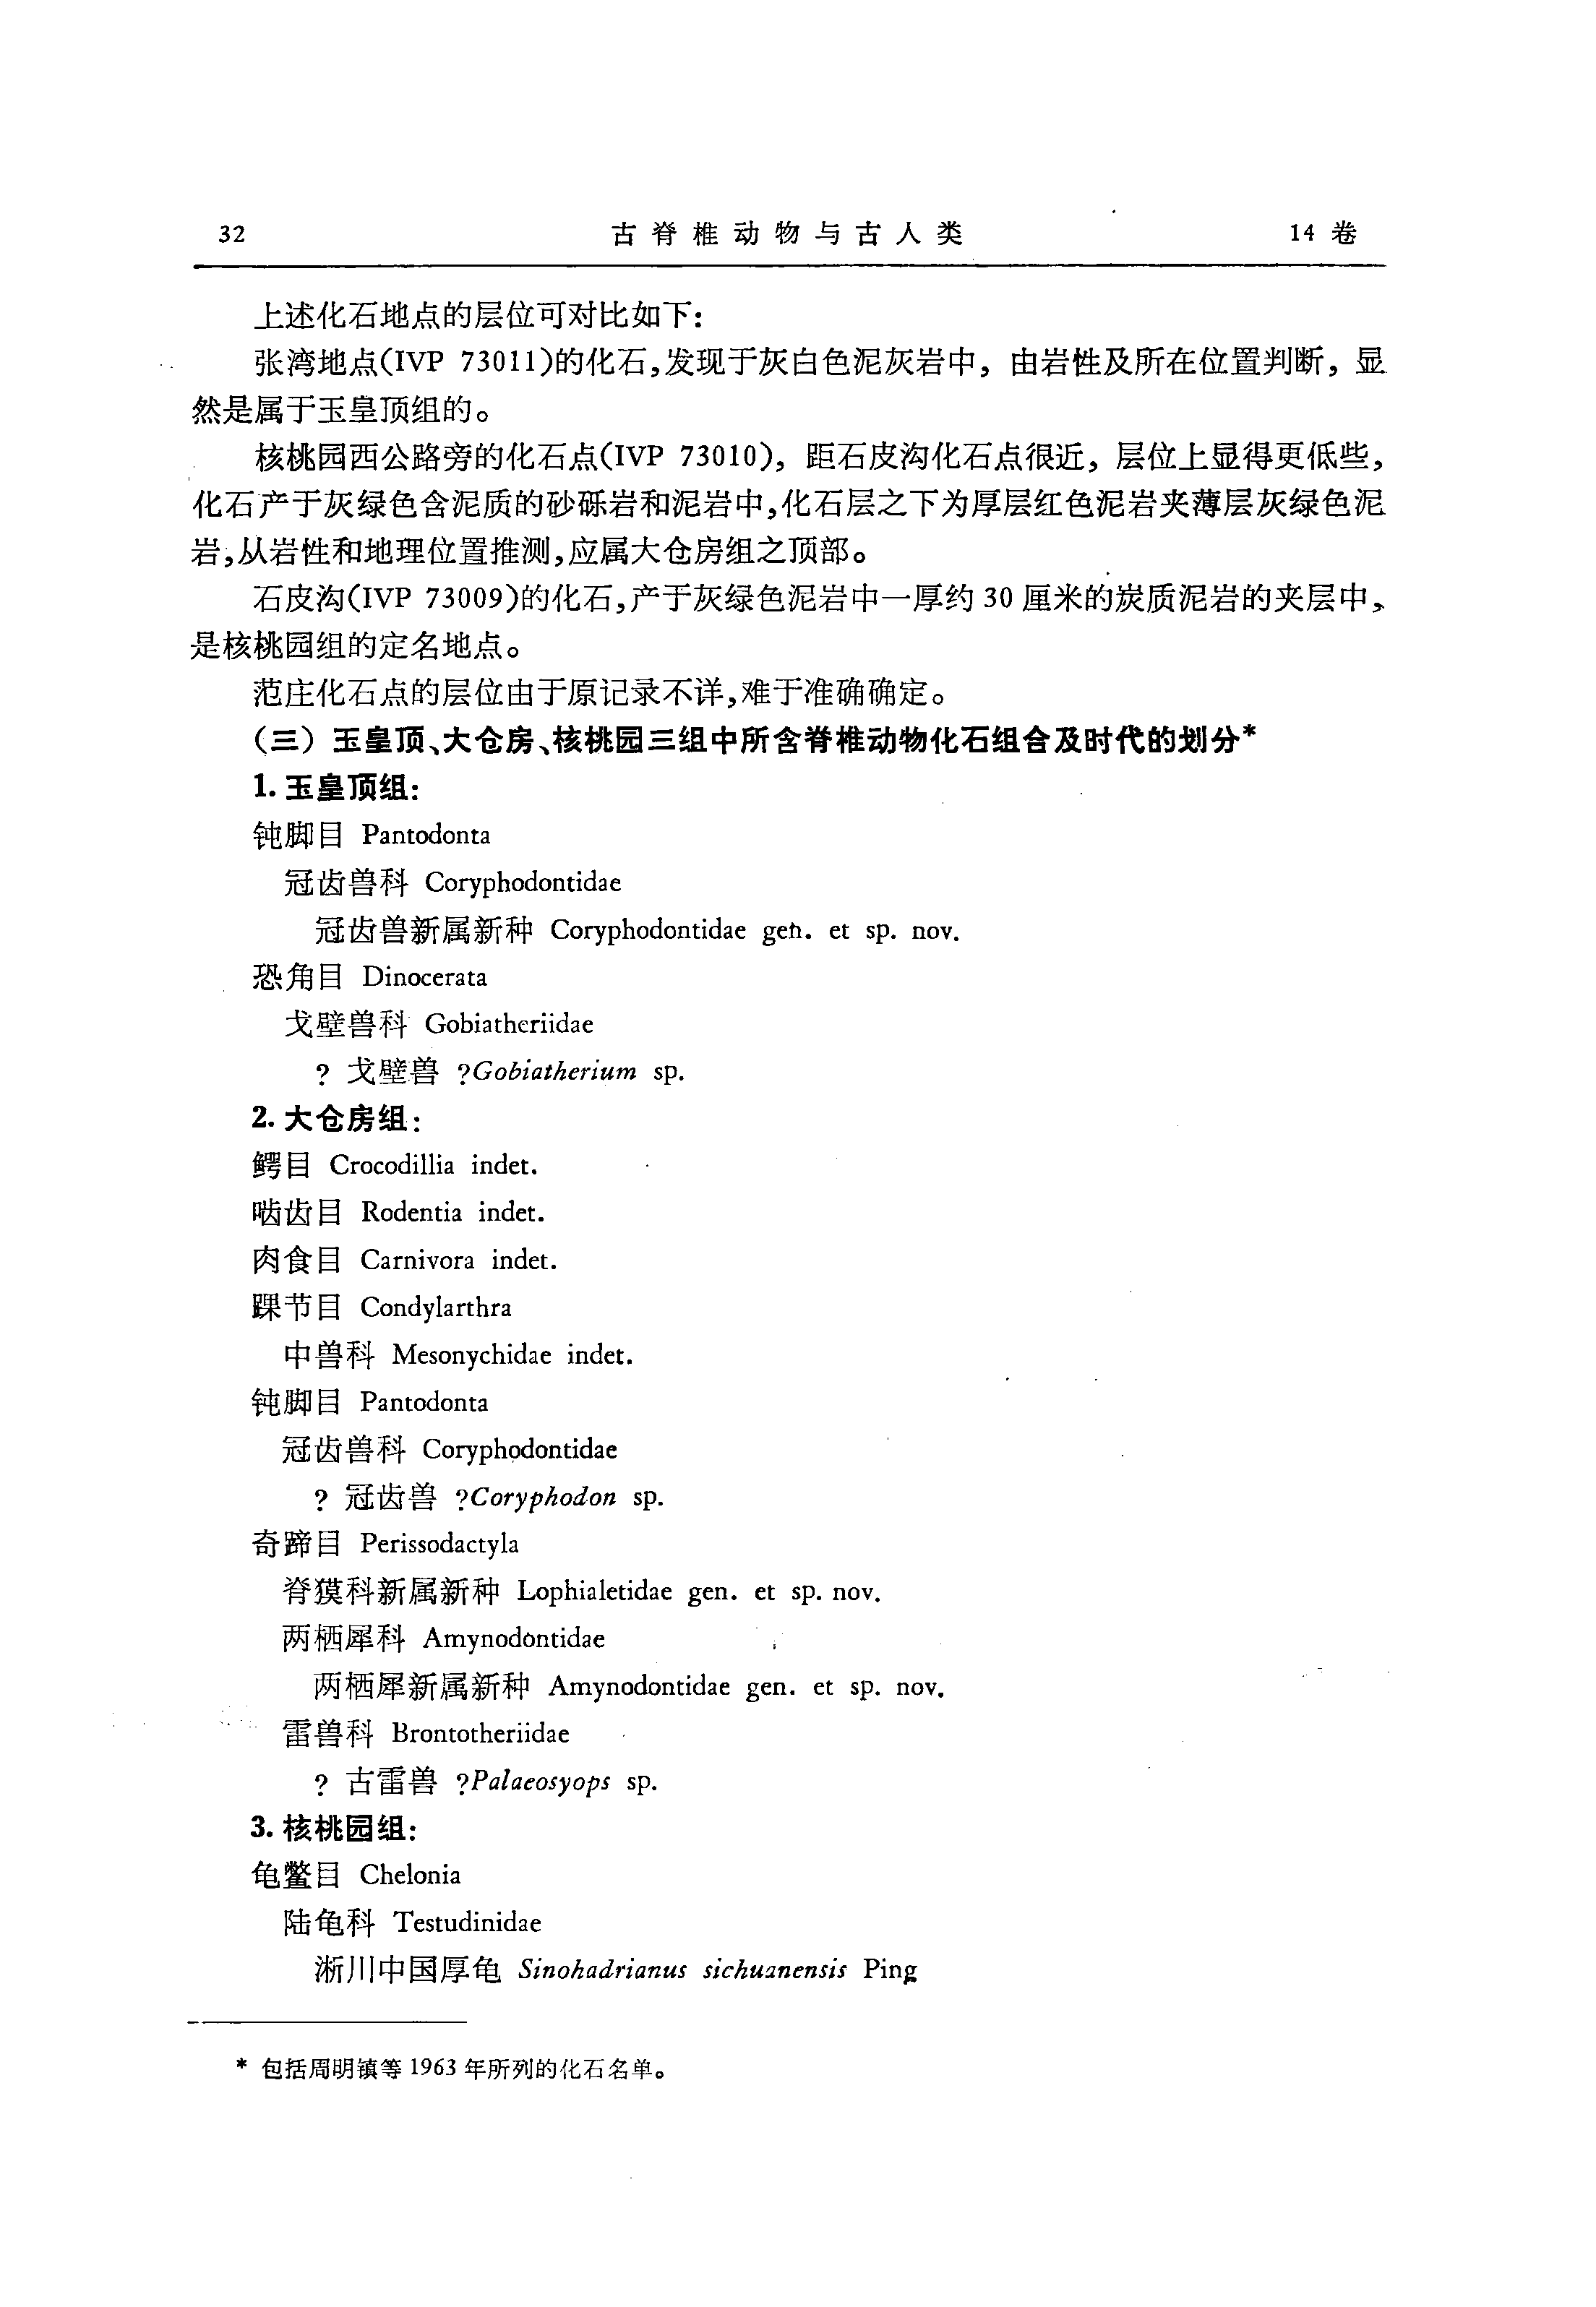 32 古脊椎动物与古人类 14 卷
上述化石地点的层位可对比如下:
张湾地点(IVP 73011)的化石,发现于灰白色泥灰岩中, 由岩性及所在位置判断, 显
然是属于玉皇顶组的。
核桃园西公路旁的化石点(IVP 73010), 距石皮沟化石点很近, 层位上显得更低些,
化石产于灰绿色含泥质的砂砾岩和泥岩中,化石层之下为厚层红色泥岩夹薄层灰绿色泥
岩,从岩性和地理位置推测,应属大仓房组之顶部。
石皮沟(IVP 73009)的化石,产于灰绿色泥岩中一厚约 30 厘米的炭质泥岩的夹层中,
是核桃园组的定名地点。
范庄化石点的层位由于原记录不详,难于准确确定。
(三) 玉皇顶、大仓房、核桃园三组中所含脊椎动物化石组合及时代的划分*
1. 玉皇顶组:
钝脚目 Pantodonta
冠齿兽科 Coryphodontidae
冠齿兽新属新种 Coryphodontidae gen. et sp. nov.
恐角目 Dinocerata
戈壁兽科 Gobiatheriidae
? 戈壁兽 ?Gobiatherium sp.
2. 大仓房组:
鳄目 Crocodillia indet.
啮齿目 Rodentia indet.
肉食目 Carnivora indet.
踝节目 Condylarthra
中兽科 Mesonychidae indet.
钝脚目 Pantodonta
冠齿兽科 Coryphodontidae
? 冠齿兽 ?Coryphodon sp.
奇蹄目 Perissodactyla
脊獏科新属新种 Lophialetidae gen. et sp. nov.
两栖犀科 Amynodontidae
两栖犀新属新种 Amynodontidae gen. et sp. nov.
雷兽科 Brontotheriidae
? 古雷兽 ?Palaeosyops sp.
3. 核桃园组:
龟鳖目 Chelonia
陆龟科 Testudinidae
淅川中国厚龟 Sinohadrianus sichuanensis Ping
* 包括周明镇等 1963 年所列的化石名单。